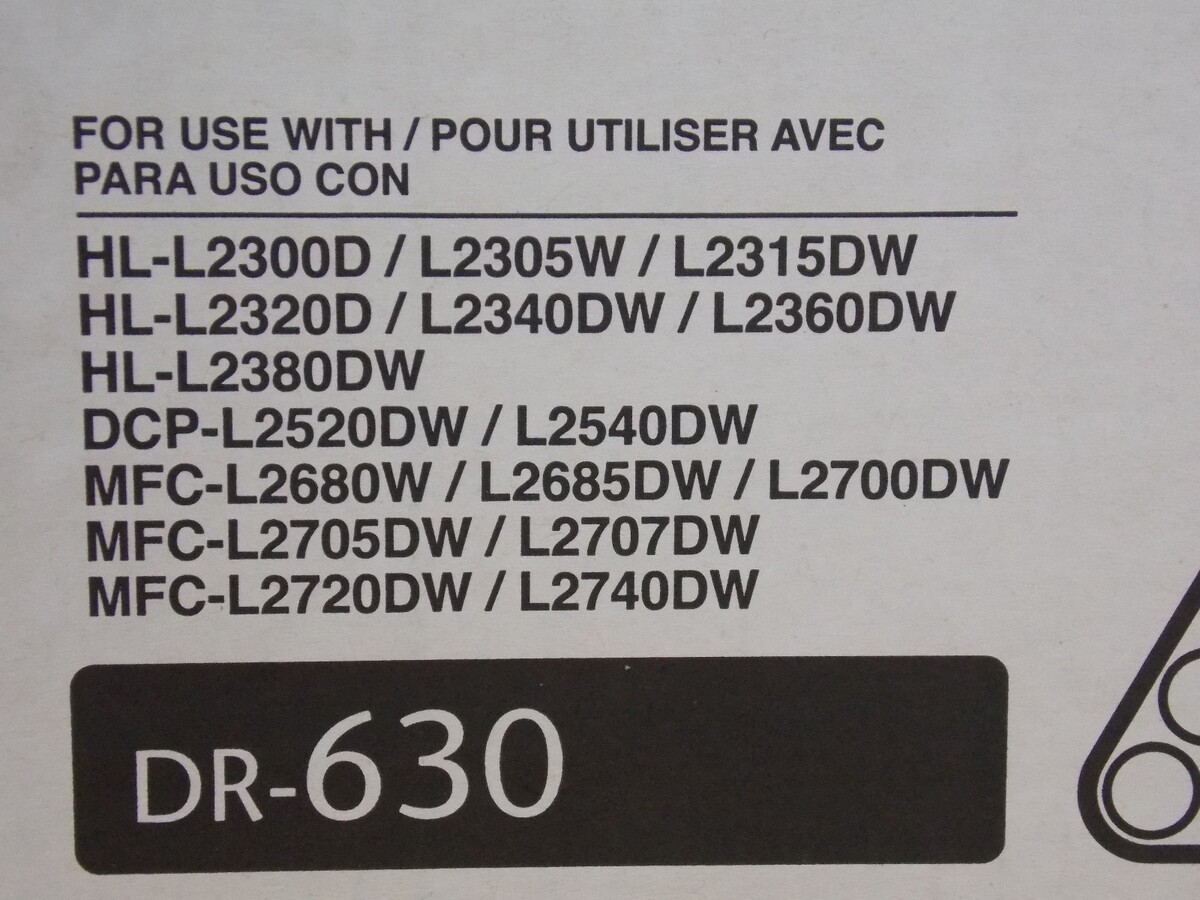 FOR USE WITH / POUR UTILISER AVEC
PARA USO CON
HL-L2300D / L2305W / L2315DW
HL-L2320D / L2340DW / L2360DW
HL-L2380DW
DCP-L2520DW / L2540DW
MFC-L2680W / L2685DW / L2700DW
MFC-L2705DW / L2707DW
MFC-L2720DW / L2740DW
DR-630